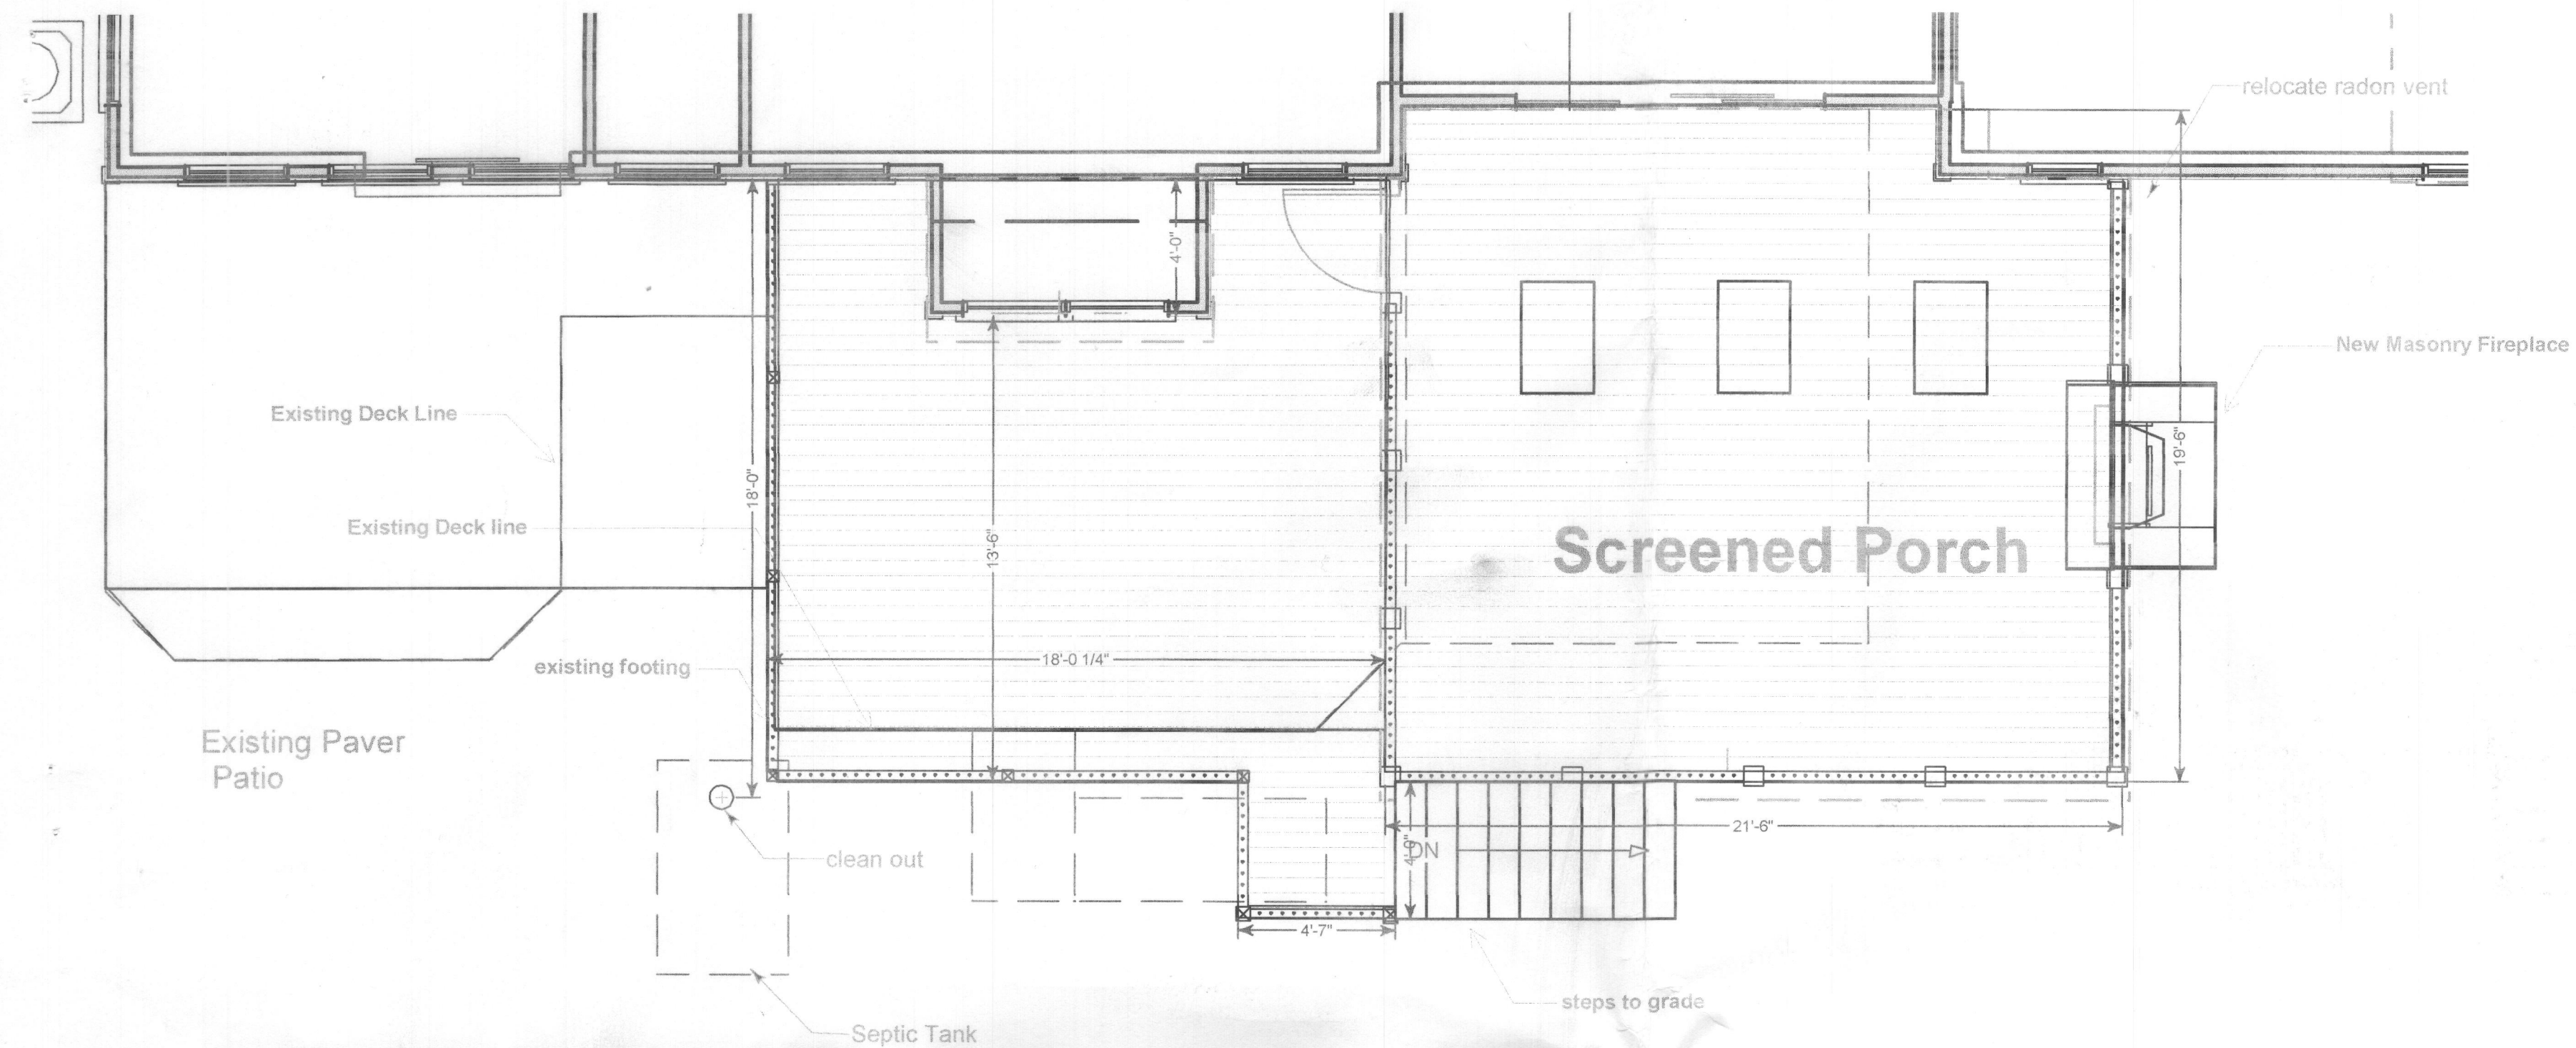 relocate radon vent
4'-0"
New Masonry Fireplace
Existing Deck Line
18'-0"
19'-6"
Existing Deck line
13'-6"
Screened Porch
18'-0 1/4"
existing footing
Existing Paver
Patio
21'-6"
clean out
4'-0"
DN
4'-7"
steps to grade
Septic Tank